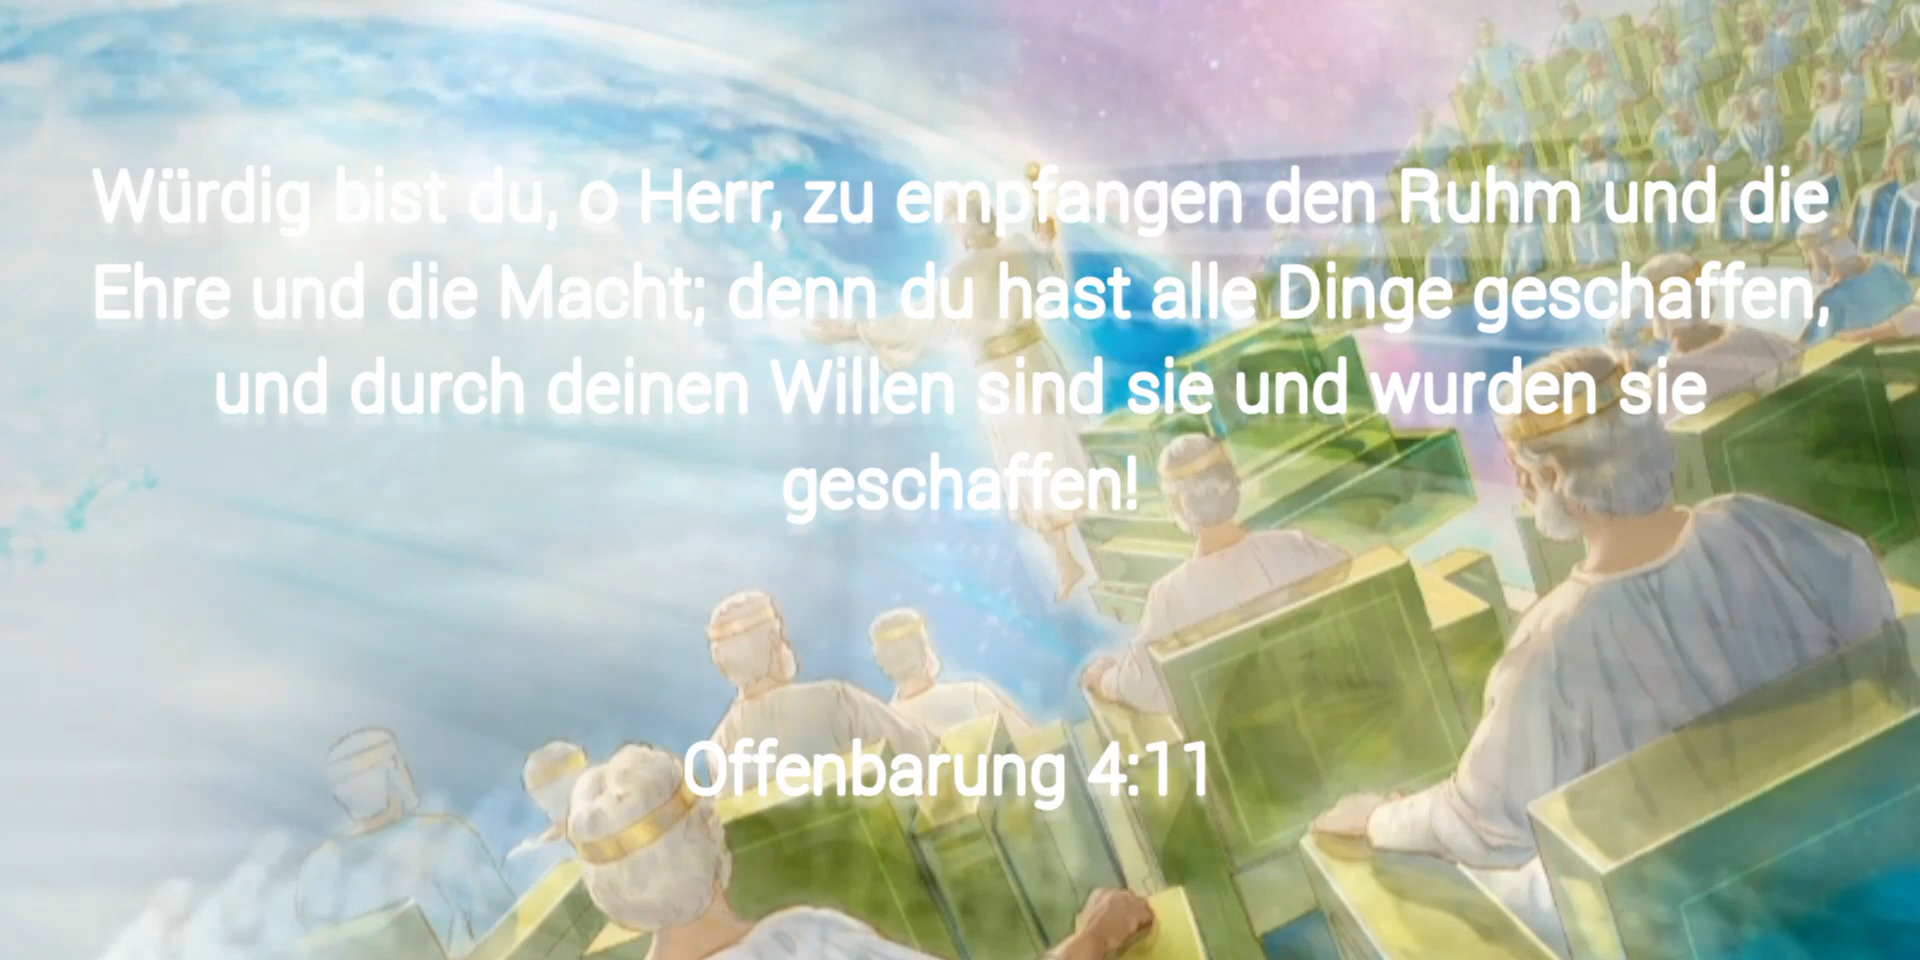 Würdig bist du, o Herr, zu empfangen den Ruhm und die
Ehre und die Macht; denn du hast alle Dinge geschaffen,
und durch deinen Willen sind sie und wurden sie
geschaffen!
Offenbarung 4:11